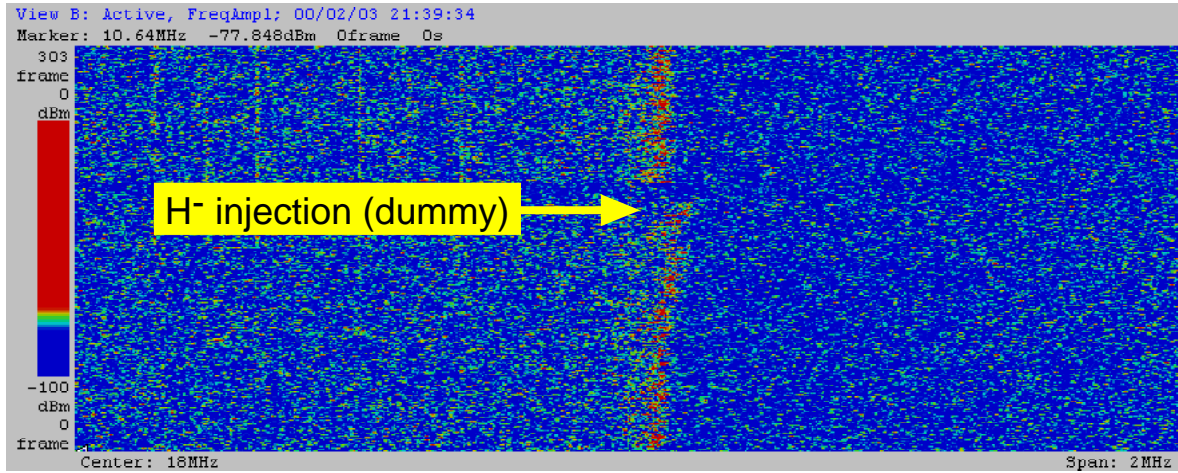 View B: Active, FreqAmpl; 00/02/03 21:39:34
Marker: 10.64MHz -77.848dBm 0frame 0s
303
frame
0
dBm
H- injection (dummy)
-100
dBm
0
frame
Center: 18MHz Span: 2MHz